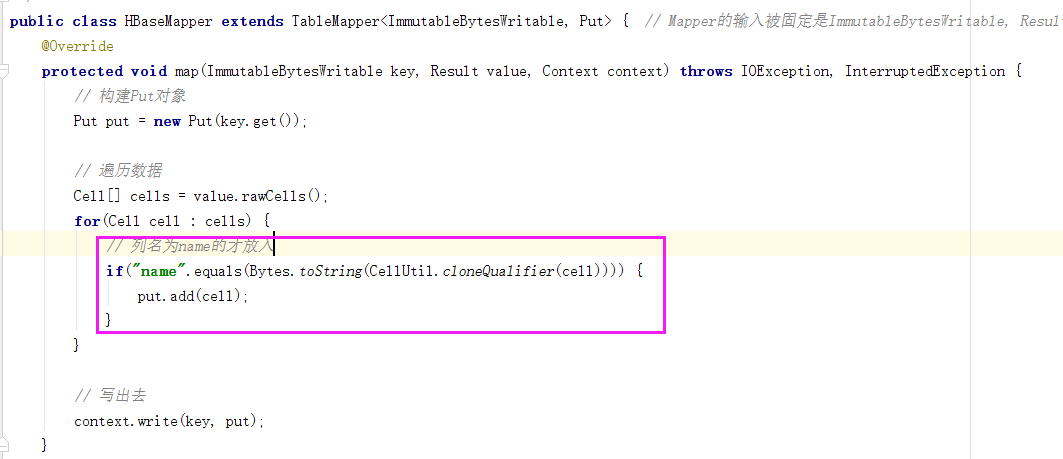 public class HBaseMapper extends TableMapper<ImmutableBytesWritable, Put> {  // Mapper的输入被固定是ImmutableBytesWritable, Resul
@Override
protected void map(ImmutableBytesWritable key, Result value, Context context) throws IOException, InterruptedException {
// 构建Put对象
Put put = new Put(key.get());
// 遍历数据
Cell[] cells = value.rawCells();
for(Cell cell : cells) {
// 列名为name的才放入
if("name".equals(Bytes.toString(CellUtil.cloneQualifier(cell)))) {
put.add(cell);
}
}
// 写出去
context.write(key, put);
}